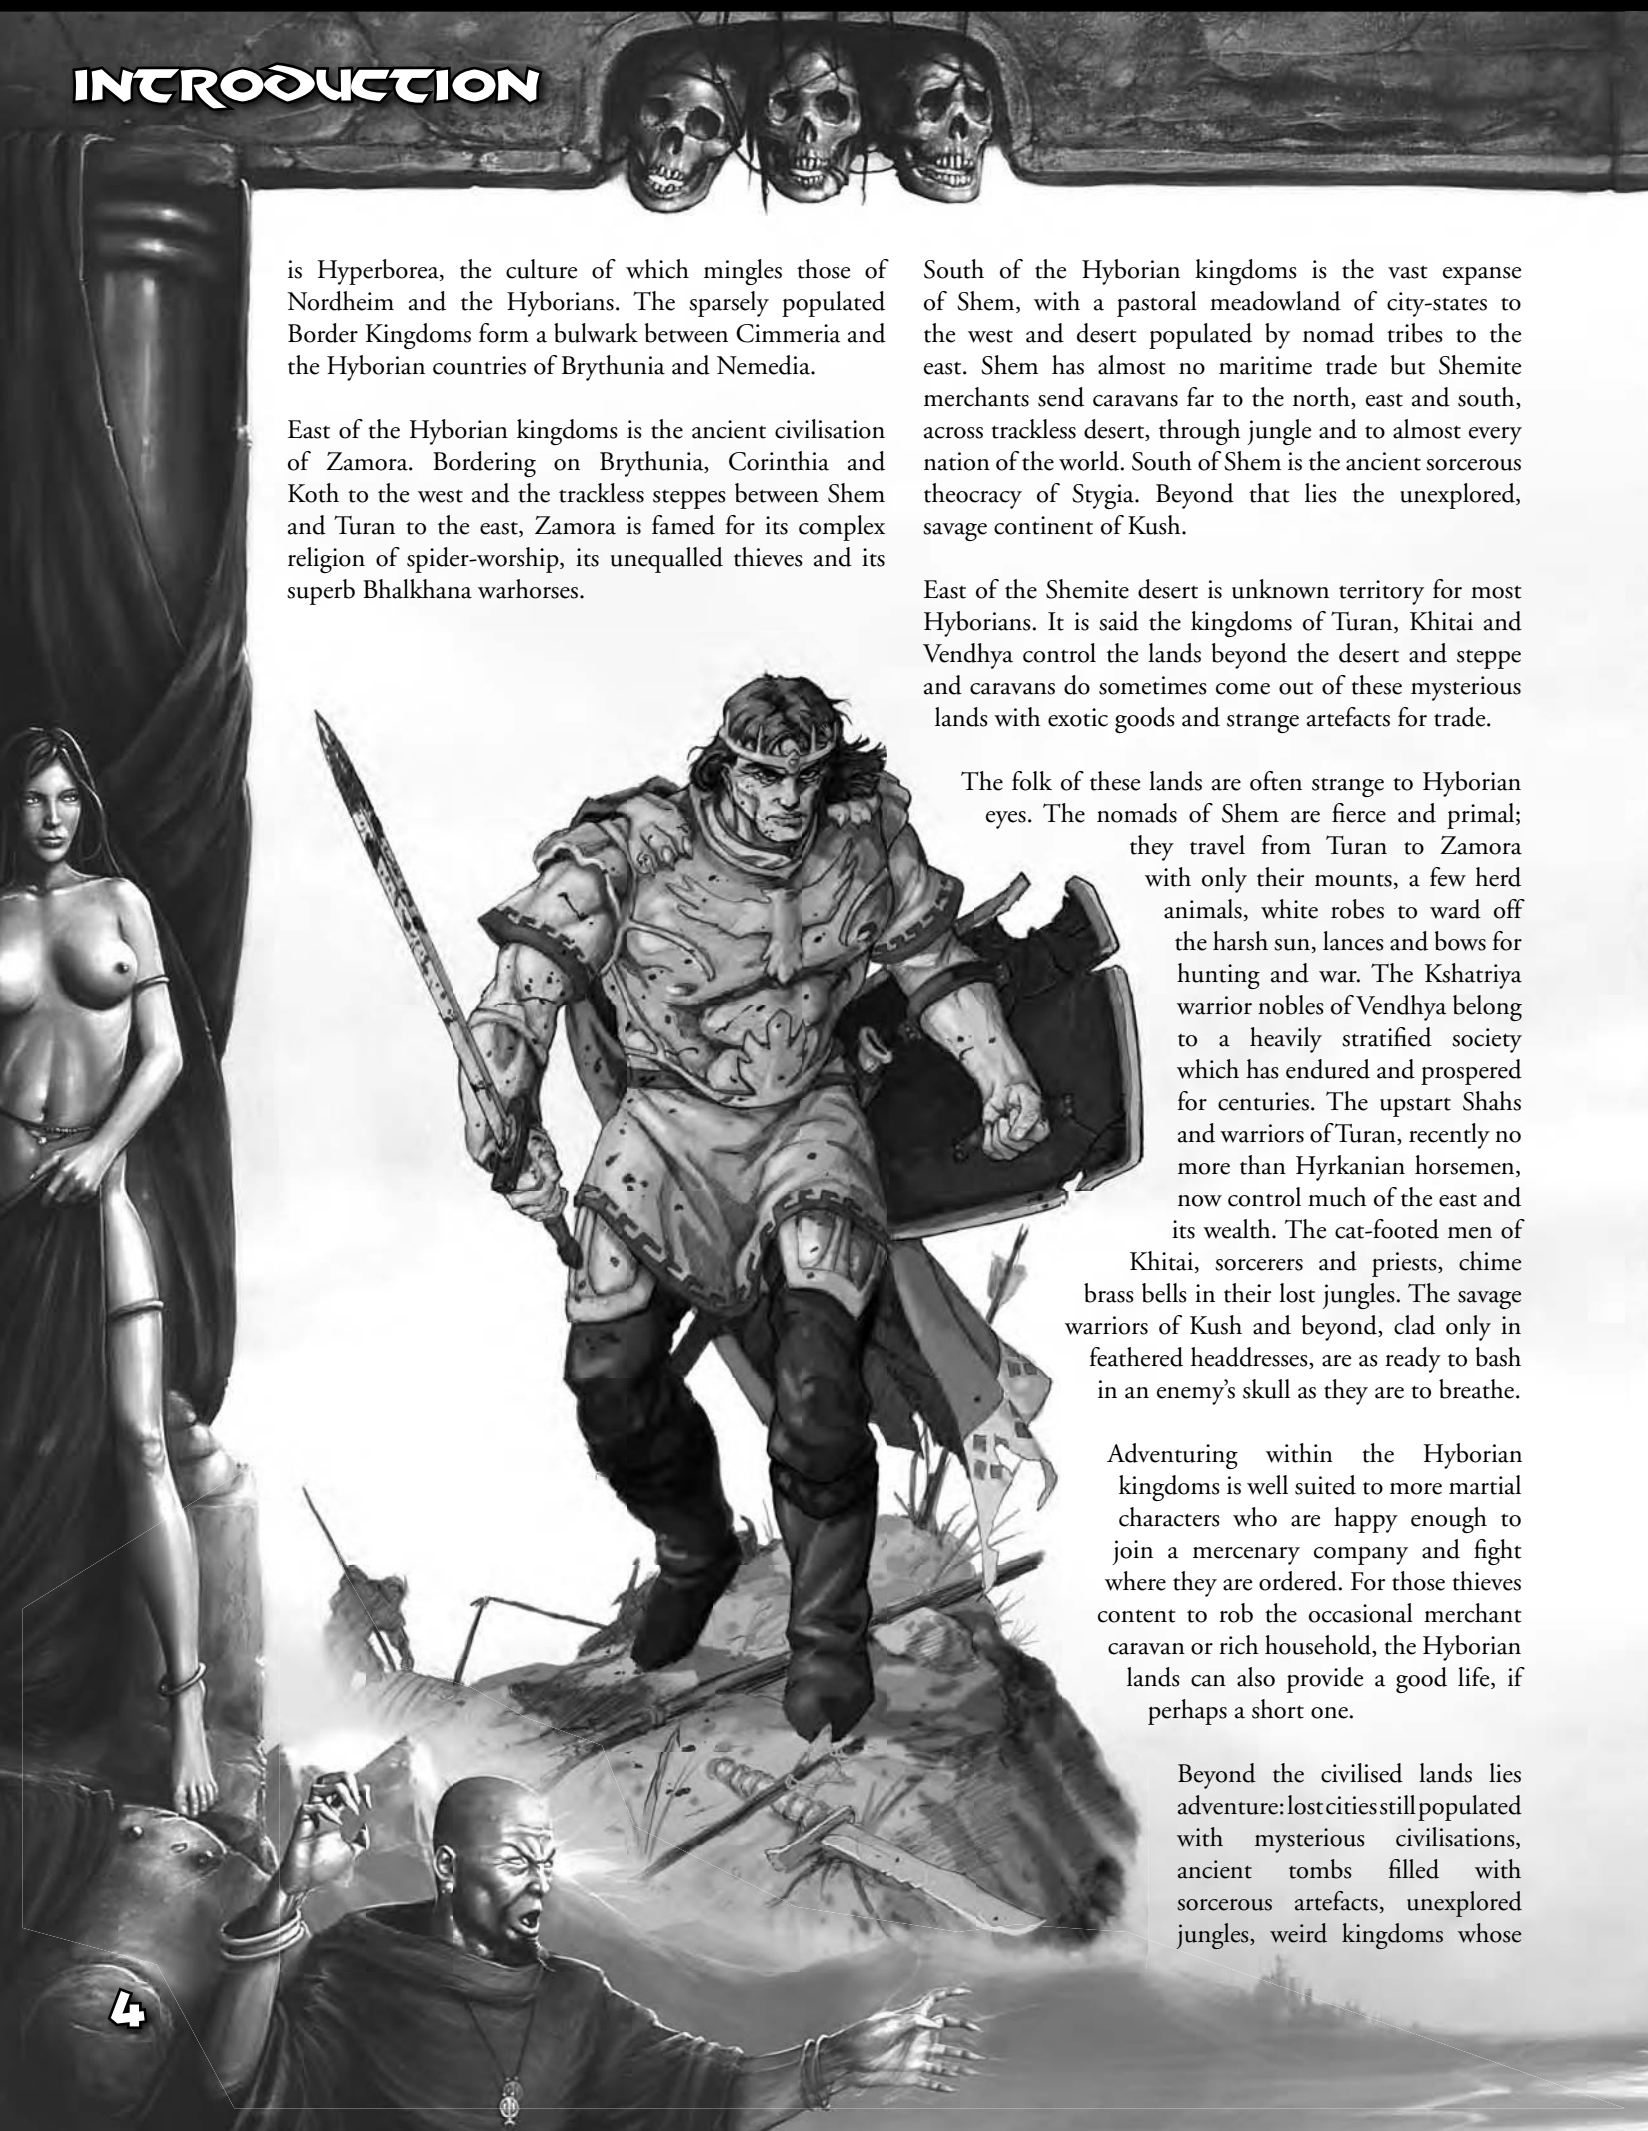 INTRODUCTION
is Hyperborea, the culture of which mingles those of
Nordheim and the Hyborians. The sparsely populated
Border Kingdoms form a bulwark between Cimmeria and
the Hyborian countries of Brythunia and Nemedia.
East of the Hyborian kingdoms is the ancient civilisation
of Zamora. Bordering on Brythunia, Corinthia and
Koth to the west and the trackless steppes between Shem
and Turan to the east, Zamora is famed for its complex
religion of spider-worship, its unequalled thieves and its
superb Bhalkhana warhorses.
South of the Hyborian kingdoms is the vast expanse
of Shem, with a pastoral meadowland of city-states to
the west and desert populated by nomad tribes to the
east. Shem has almost no maritime trade but Shemite
merchants send caravans far to the north, east and south,
across trackless desert, through jungle and to almost every
nation of the world. South of Shem is the ancient sorcerous
theocracy of Stygia. Beyond that lies the unexplored,
savage continent of Kush.
East of the Shemite desert is unknown territory for most
Hyborians. It is said the kingdoms of Turan, Khitai and
Vendhya control the lands beyond the desert and steppe
and caravans do sometimes come out of these mysterious
lands with exotic goods and strange artefacts for trade.
The folk of these lands are often strange to Hyborian
eyes. The nomads of Shem are fierce and primal;
they travel from Turan to Zamora
with only their mounts, a few herd
animals, white robes to ward off
the harsh sun, lances and bows for
hunting and war. The Kshatriya
warrior nobles of Vendhya belong
to a heavily stratified society
which has endured and prospered
for centuries. The upstart Shahs
and warriors of Turan, recently no
more than Hyrkanian horsemen,
now control much of the east and
its wealth. The cat-footed men of
Khitai, sorcerers and priests, chime
brass bells in their lost jungles. The savage
warriors of Kush and beyond, clad only in
feathered headdresses, are as ready to bash
in an enemy’s skull as they are to breathe.
Adventuring within the Hyborian
kingdoms is well suited to more martial
characters who are happy enough to
join a mercenary company and fight
where they are ordered. For those thieves
content to rob the occasional merchant
caravan or rich household, the Hyborian
lands can also provide a good life, if
perhaps a short one.
Beyond the civilised lands lies
adventure: lost cities still populated
with mysterious civilisations,
ancient tombs filled with
sorcerous artefacts, unexplored
jungles, weird kingdoms whose
4